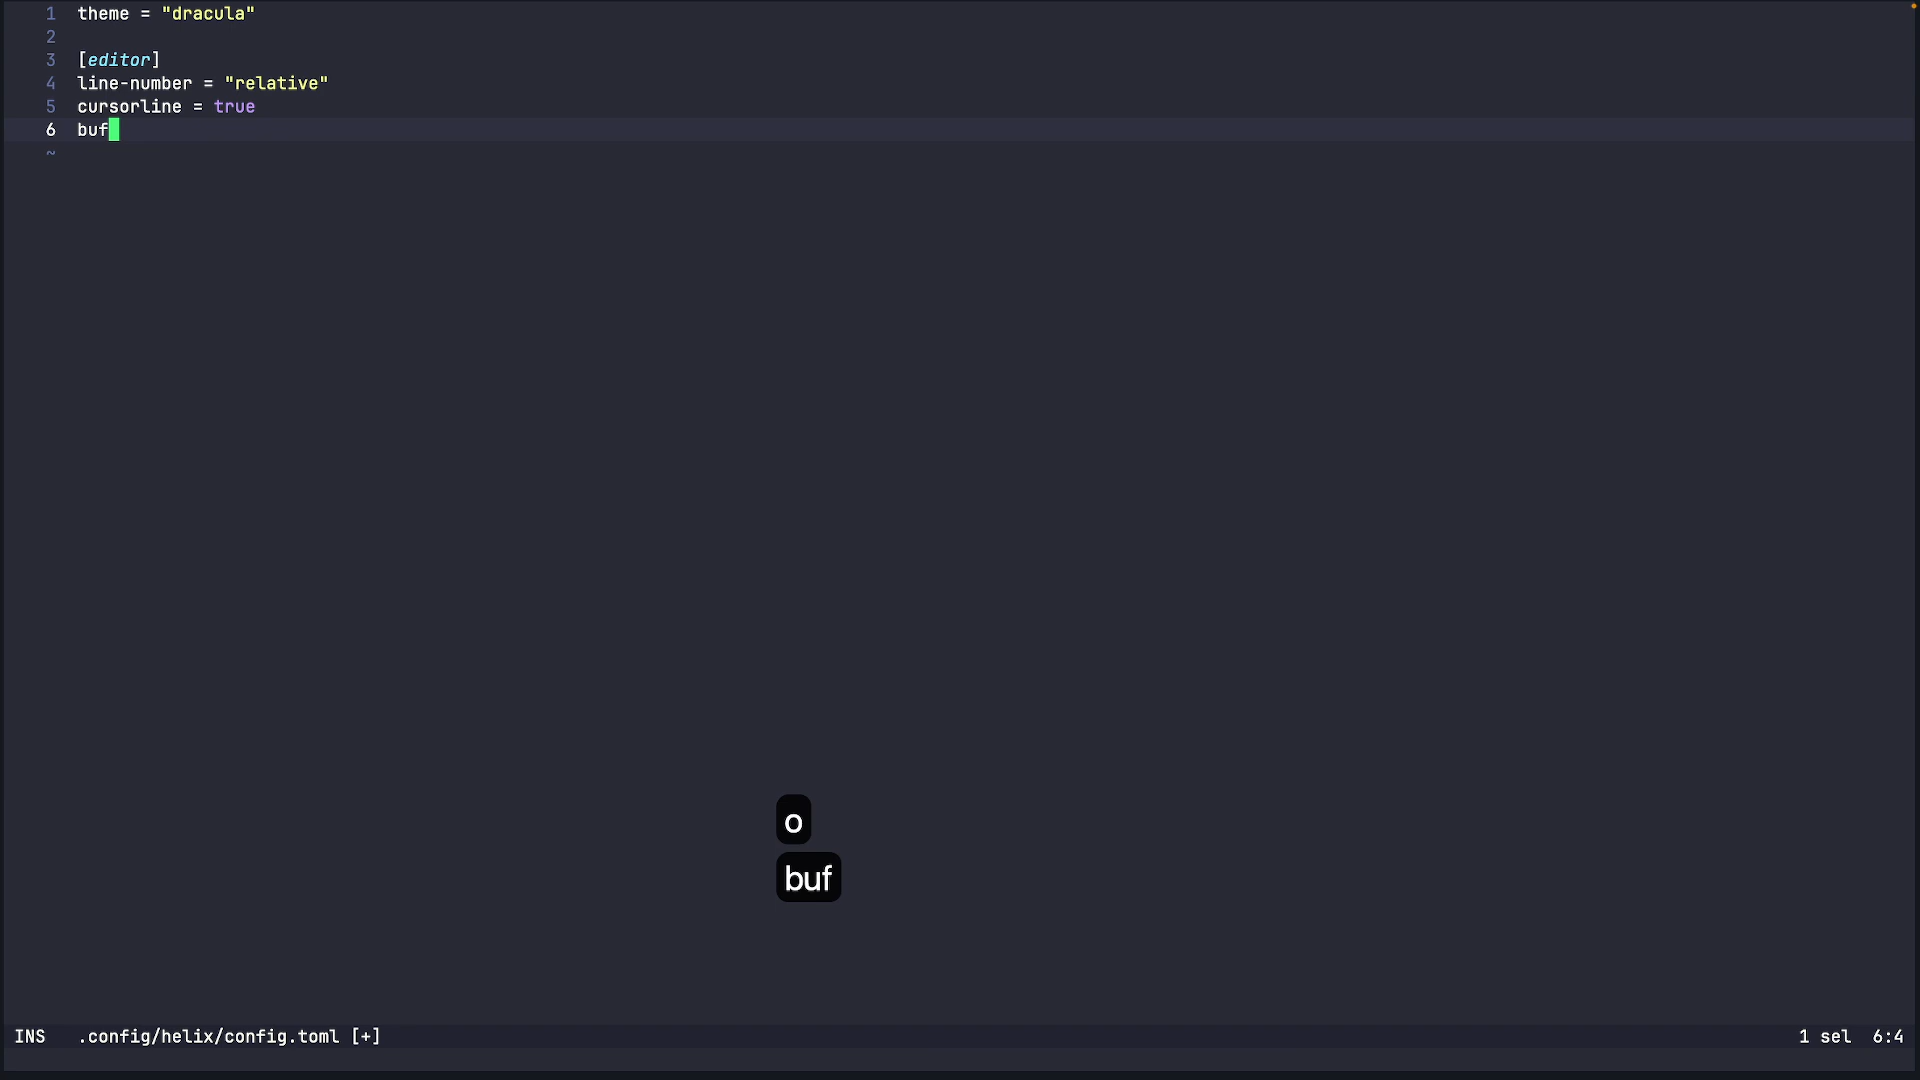 1 theme = "dracula"
2
3 [editor]
4 line-number = "relative"
5 cursorline = true
6 buf
~
o
buf
INS .config/helix/config.toml [+] 1 sel 6:4